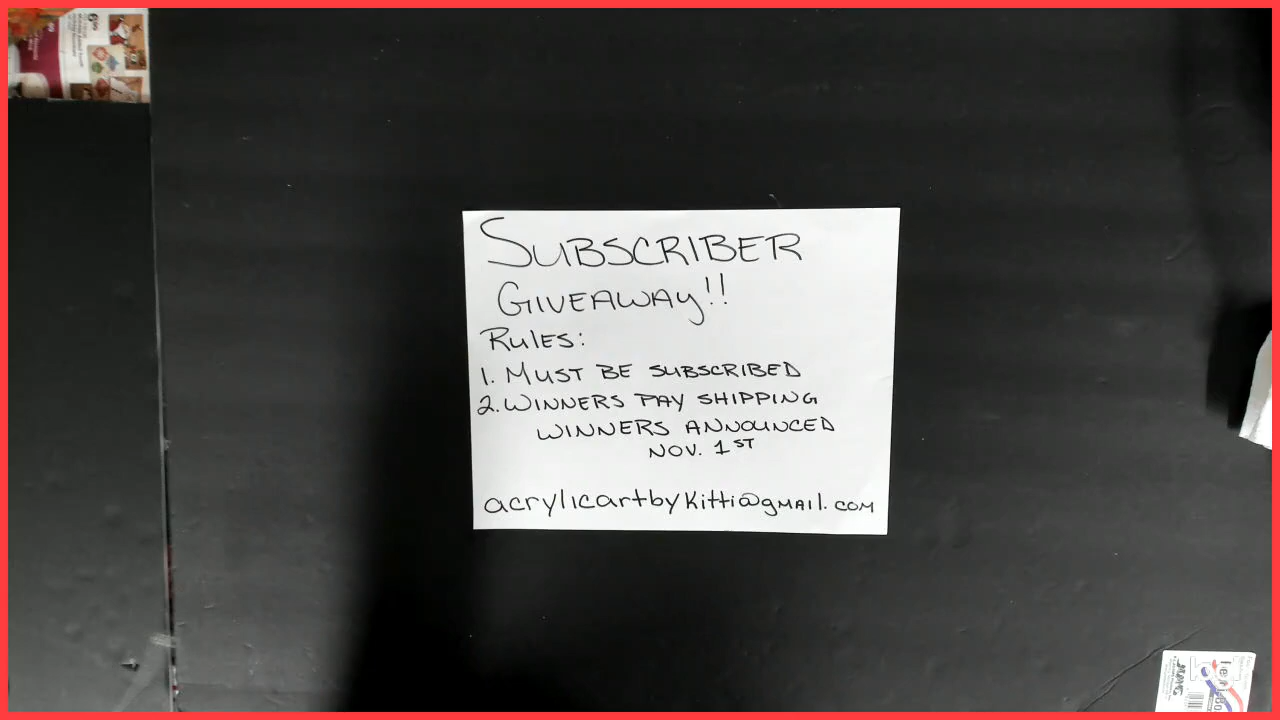 SUBSCRIBER
GIVEAWAY!!
RULES:
1. MUST BE SUBSCRIBED
2. WINNERS PAY SHIPPING
WINNERS ANNOUNCED
NOV. 1ST
acrylicartbykitti@gmail.com